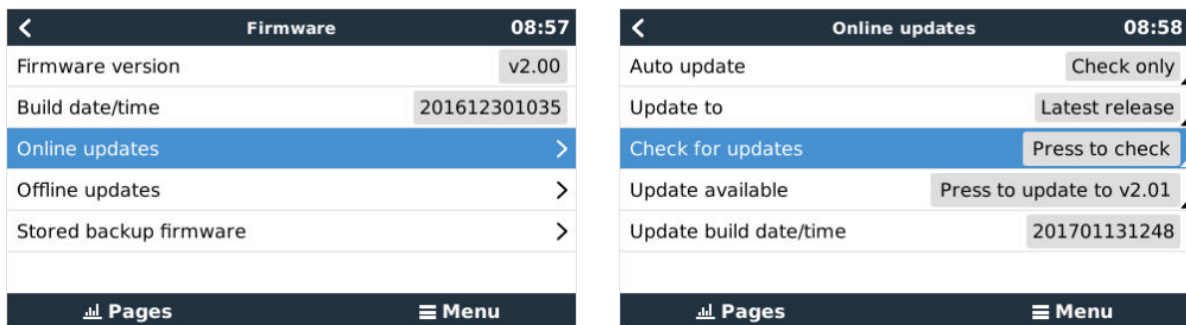 Firmware 08:57
Firmware version v2.00
Build date/time 201612301035
Online updates
Offline updates
Stored backup firmware
Pages Menu
Online updates 08:58
Auto update Check only
Update to Latest release
Check for updates Press to check
Update available Press to update to v2.01
Update build date/time 201701131248
Pages Menu